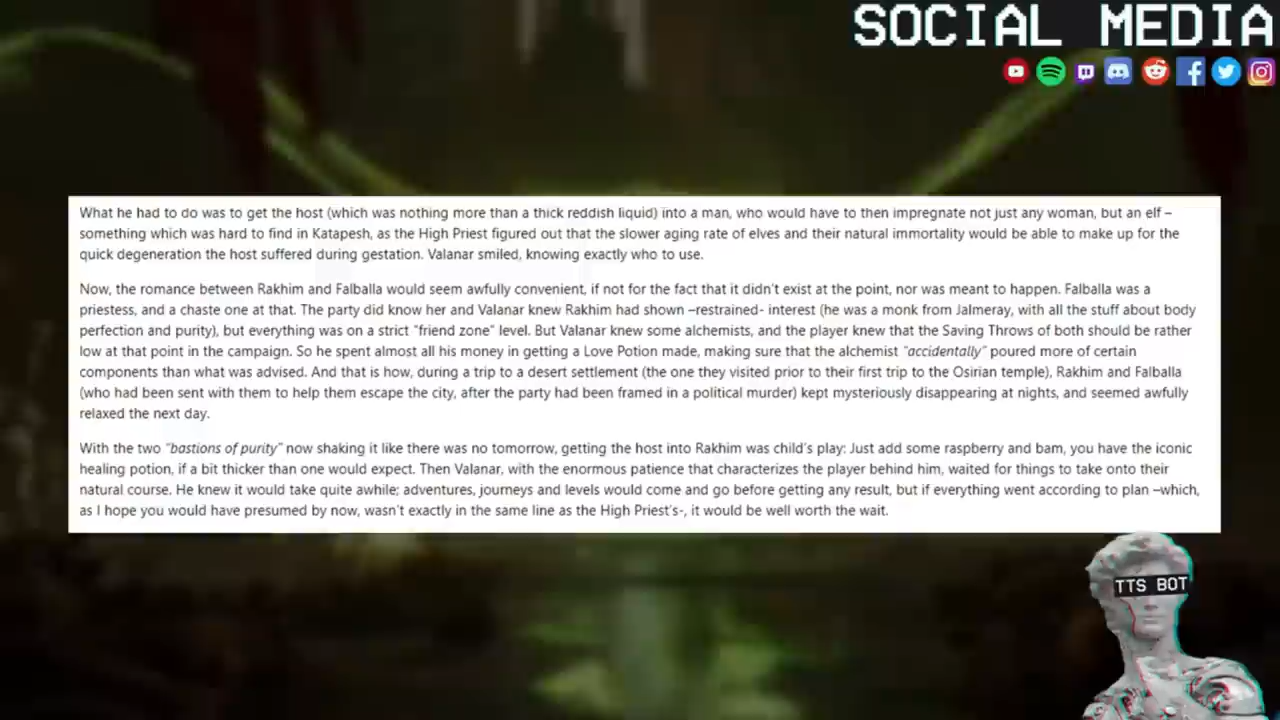 SOCIAL MEDIA
What he had to do was to get the host (which was nothing more than a thick reddish liquid) into a man, who would have to then impregnate not just any woman, but an elf –
something which was hard to find in Katapesh, as the High Priest figured out that the slower aging rate of elves and their natural immortality would be able to make up for the
quick degeneration the host suffered during gestation. Valanar smiled, knowing exactly who to use.
Now, the romance between Rakhim and Falballa would seem awfully convenient, if not for the fact that it didn't exist at the point, nor was meant to happen. Falballa was a
priestess, and a chaste one at that. The party did know her and Valanar knew Rakhim had shown –restrained- interest (he was a monk from Jalmeray, with all the stuff about body
perfection and purity), but everything was on a strict "friend zone" level. But Valanar knew some alchemists, and the player knew that the Saving Throws of both should be rather
low at that point in the campaign. So he spent almost all his money in getting a Love Potion made, making sure that the alchemist "accidentally" poured more of certain
components than what was advised. And that is how, during a trip to a desert settlement (the one they visited prior to their first trip to the Osirian temple), Rakhim and Falballa
(who had been sent with them to help them escape the city, after the party had been framed in a political murder) kept mysteriously disappearing at nights, and seemed awfully
relaxed the next day.
With the two "bastions of purity" now shaking it like there was no tomorrow, getting the host into Rakhim was child's play: Just add some raspberry and bam, you have the iconic
healing potion, if a bit thicker than one would expect. Then Valanar, with the enormous patience that characterizes the player behind him, waited for things to take onto their
natural course. He knew it would take quite awhile; adventures, journeys and levels would come and go before getting any result, but if everything went according to plan –which,
as I hope you would have presumed by now, wasn't exactly in the same line as the High Priest's-, it would be well worth the wait.
TTS BOT